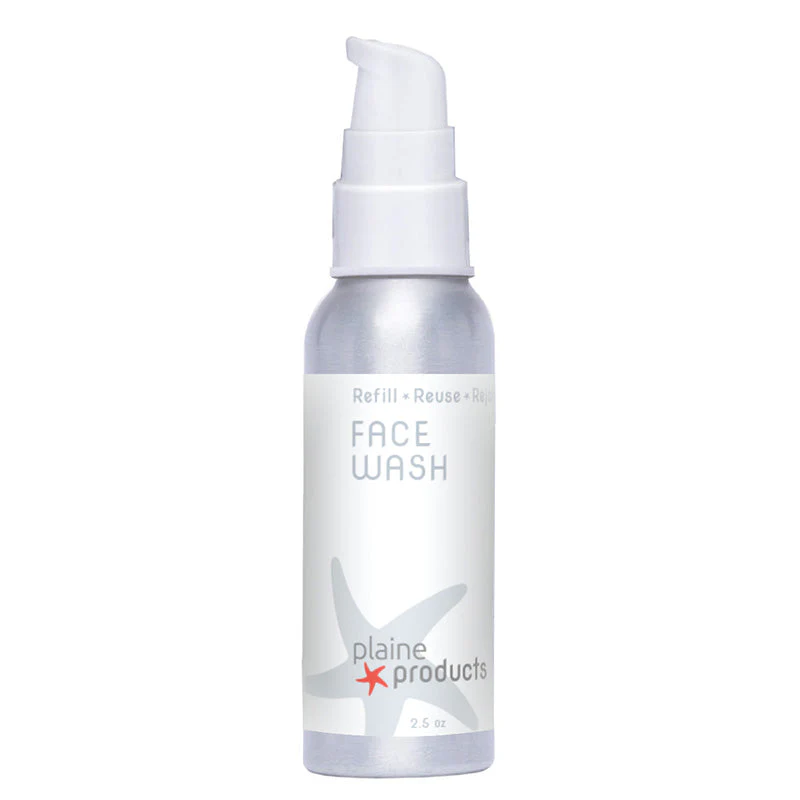 Refill * Reuse *
FACE
WASH
plaine
products
2.5 oz